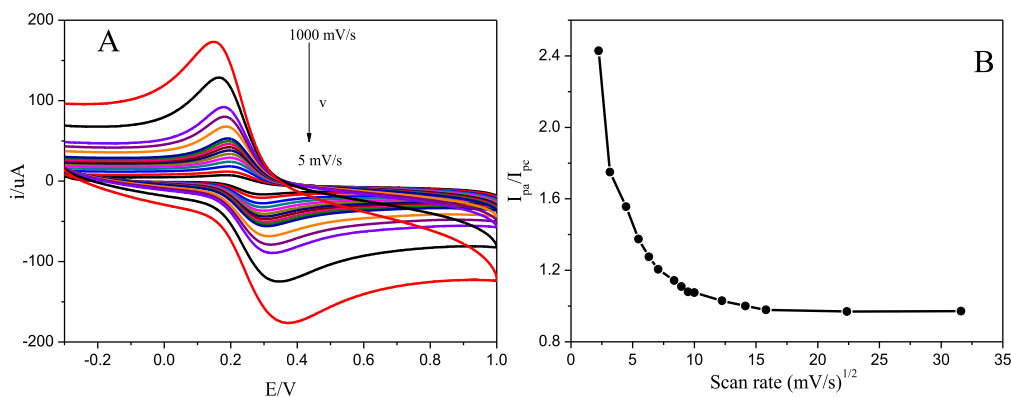 A
1000 mV/s
v
5 mV/s
i/uA
200
100
0
-100
-200
-0.2 0.0 0.2 0.4 0.6 0.8 1.0
E/V
B
I_pa/I_pc
2.4
2.0
1.6
1.2
0.8
0 5 10 15 20 25 30 35
Scan rate (mV/s)^1/2